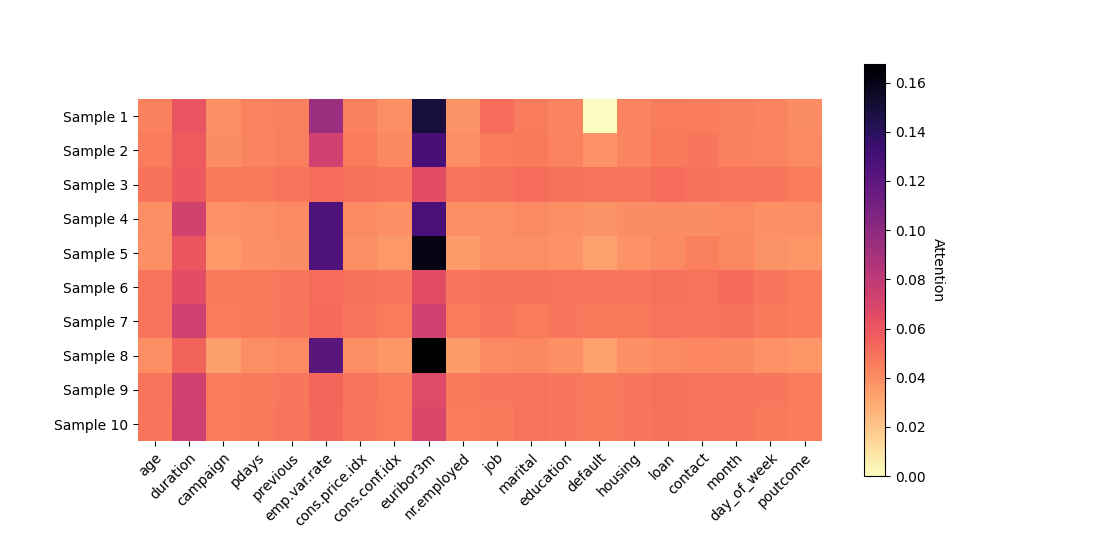 Sample 1
Sample 2
Sample 3
Sample 4
Sample 5
Sample 6
Sample 7
Sample 8
Sample 9
Sample 10
age
duration
campaign
pdays
previous
emp.var.rate
cons.price.idx
cons.conf.idx
euribor3m
nr.employed
job
marital
education
default
housing
loan
contact
month
day_of_week
poutcome
0.16
0.14
0.12
0.10
0.08
0.06
0.04
0.02
0.00
Attention